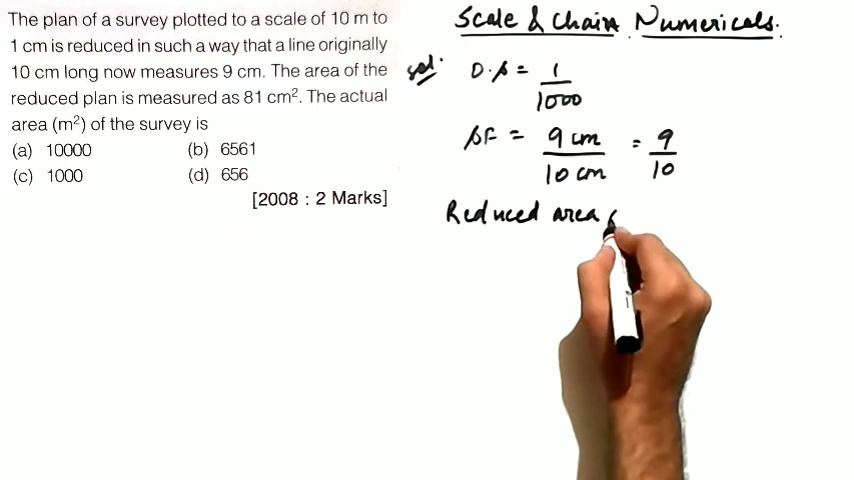 The plan of a survey plotted to a scale of 10 m to
1 cm is reduced in such a way that a line originally
10 cm long now measures 9 cm. The area of the
reduced plan is measured as 81 cm². The actual
area (m²) of the survey is
(a) 10000 (b) 6561
(c) 1000 (d) 656
[2008 : 2 Marks]
Scale & Chain Numericals.
Sol. D.S = 1/1000
SF = 9 cm/10 cm = 9/10
Reduced area (